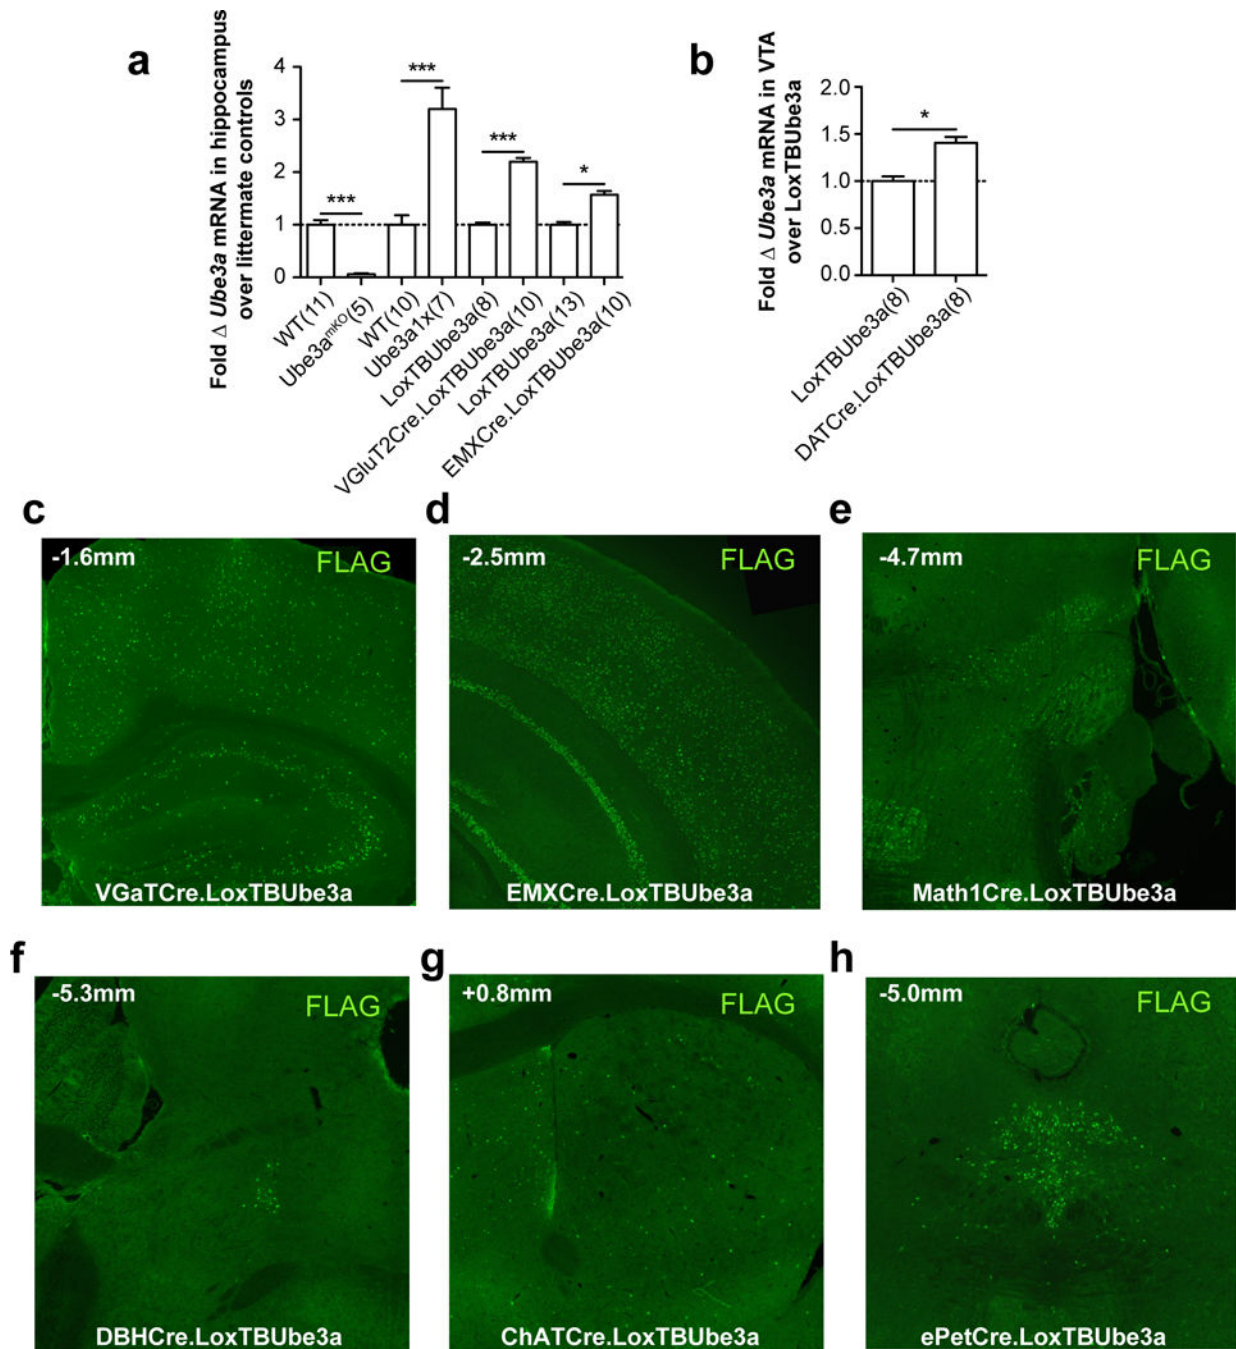 a
Fold Δ Ube3a mRNA in hippocampus
over littermate controls
4
3
2
1
0
***
***
***
*
WT(11)
Ube3a^mKO(5)
WT(10)
Ube3a1x(7)
LoxTBUbe3a(8)
VGluT2Cre.LoxTBUbe3a(10)
LoxTBUbe3a(13)
EMXCre.LoxTBUbe3a(10)
b
Fold Δ Ube3a mRNA in VTA
over LoxTBUbe3a
2.0
1.5
1.0
0.5
0.0
*
LoxTBUbe3a(8)
DATCre.LoxTBUbe3a(8)
c
-1.6mm
FLAG
VGaTCre.LoxTBUbe3a
d
-2.5mm
FLAG
EMXCre.LoxTBUbe3a
e
-4.7mm
FLAG
Math1Cre.LoxTBUbe3a
f
-5.3mm
FLAG
DBHCre.LoxTBUbe3a
g
+0.8mm
FLAG
ChATCre.LoxTBUbe3a
h
-5.0mm
FLAG
ePetCre.LoxTBUbe3a